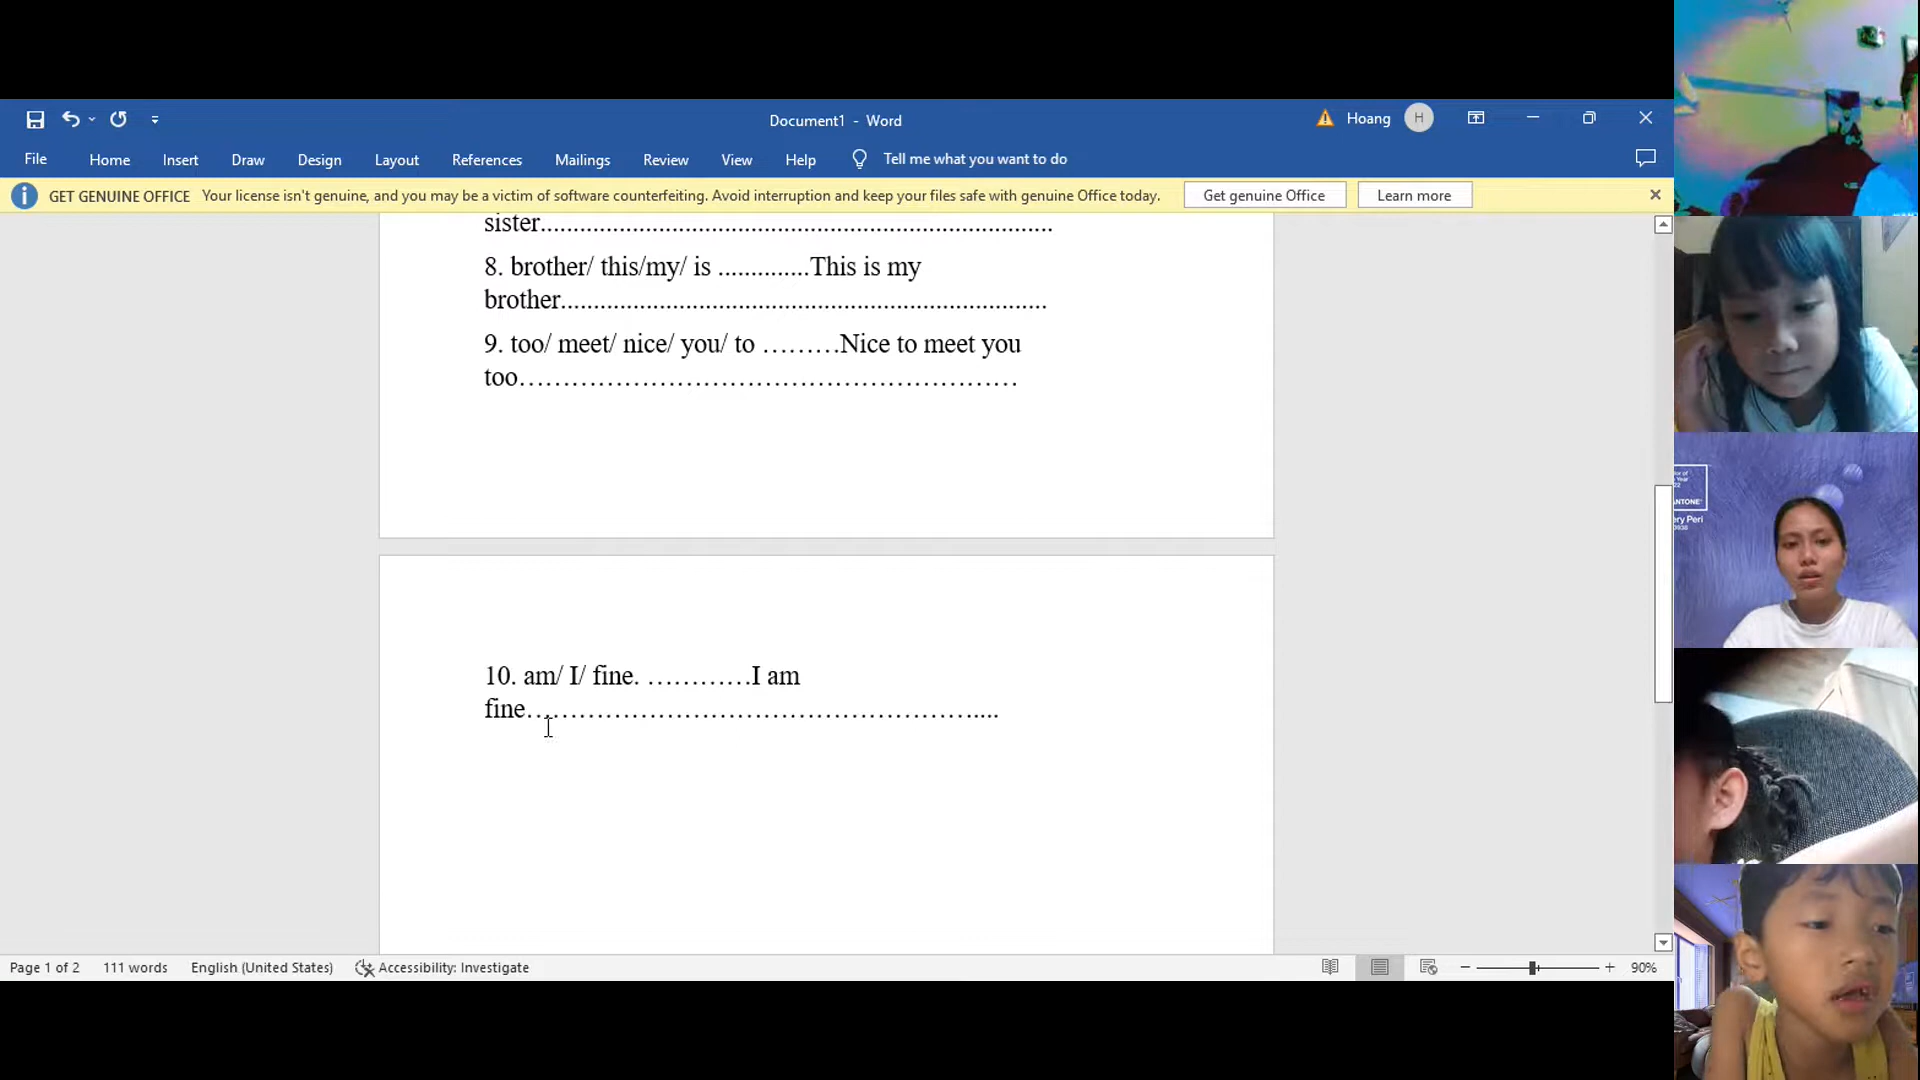 Document1 - Word
Hoang
H
File Home Insert Draw Design Layout References Mailings Review View Help Tell me what you want to do
GET GENUINE OFFICE Your license isn't genuine, and you may be a victim of software counterfeiting. Avoid interruption and keep your files safe with genuine Office today. Get genuine Office Learn more
sister.............................................................................
8. brother/ this/my/ is ..............This is my
brother.........................................................................
9. too/ meet/ nice/ you/ to ………Nice to meet you
too…………………………………………………
10. am/ I/ fine. …………I am
fine……………………………………………....
Page 1 of 2 111 words English (United States) Accessibility: Investigate 90%
ANTONE
ery Peri